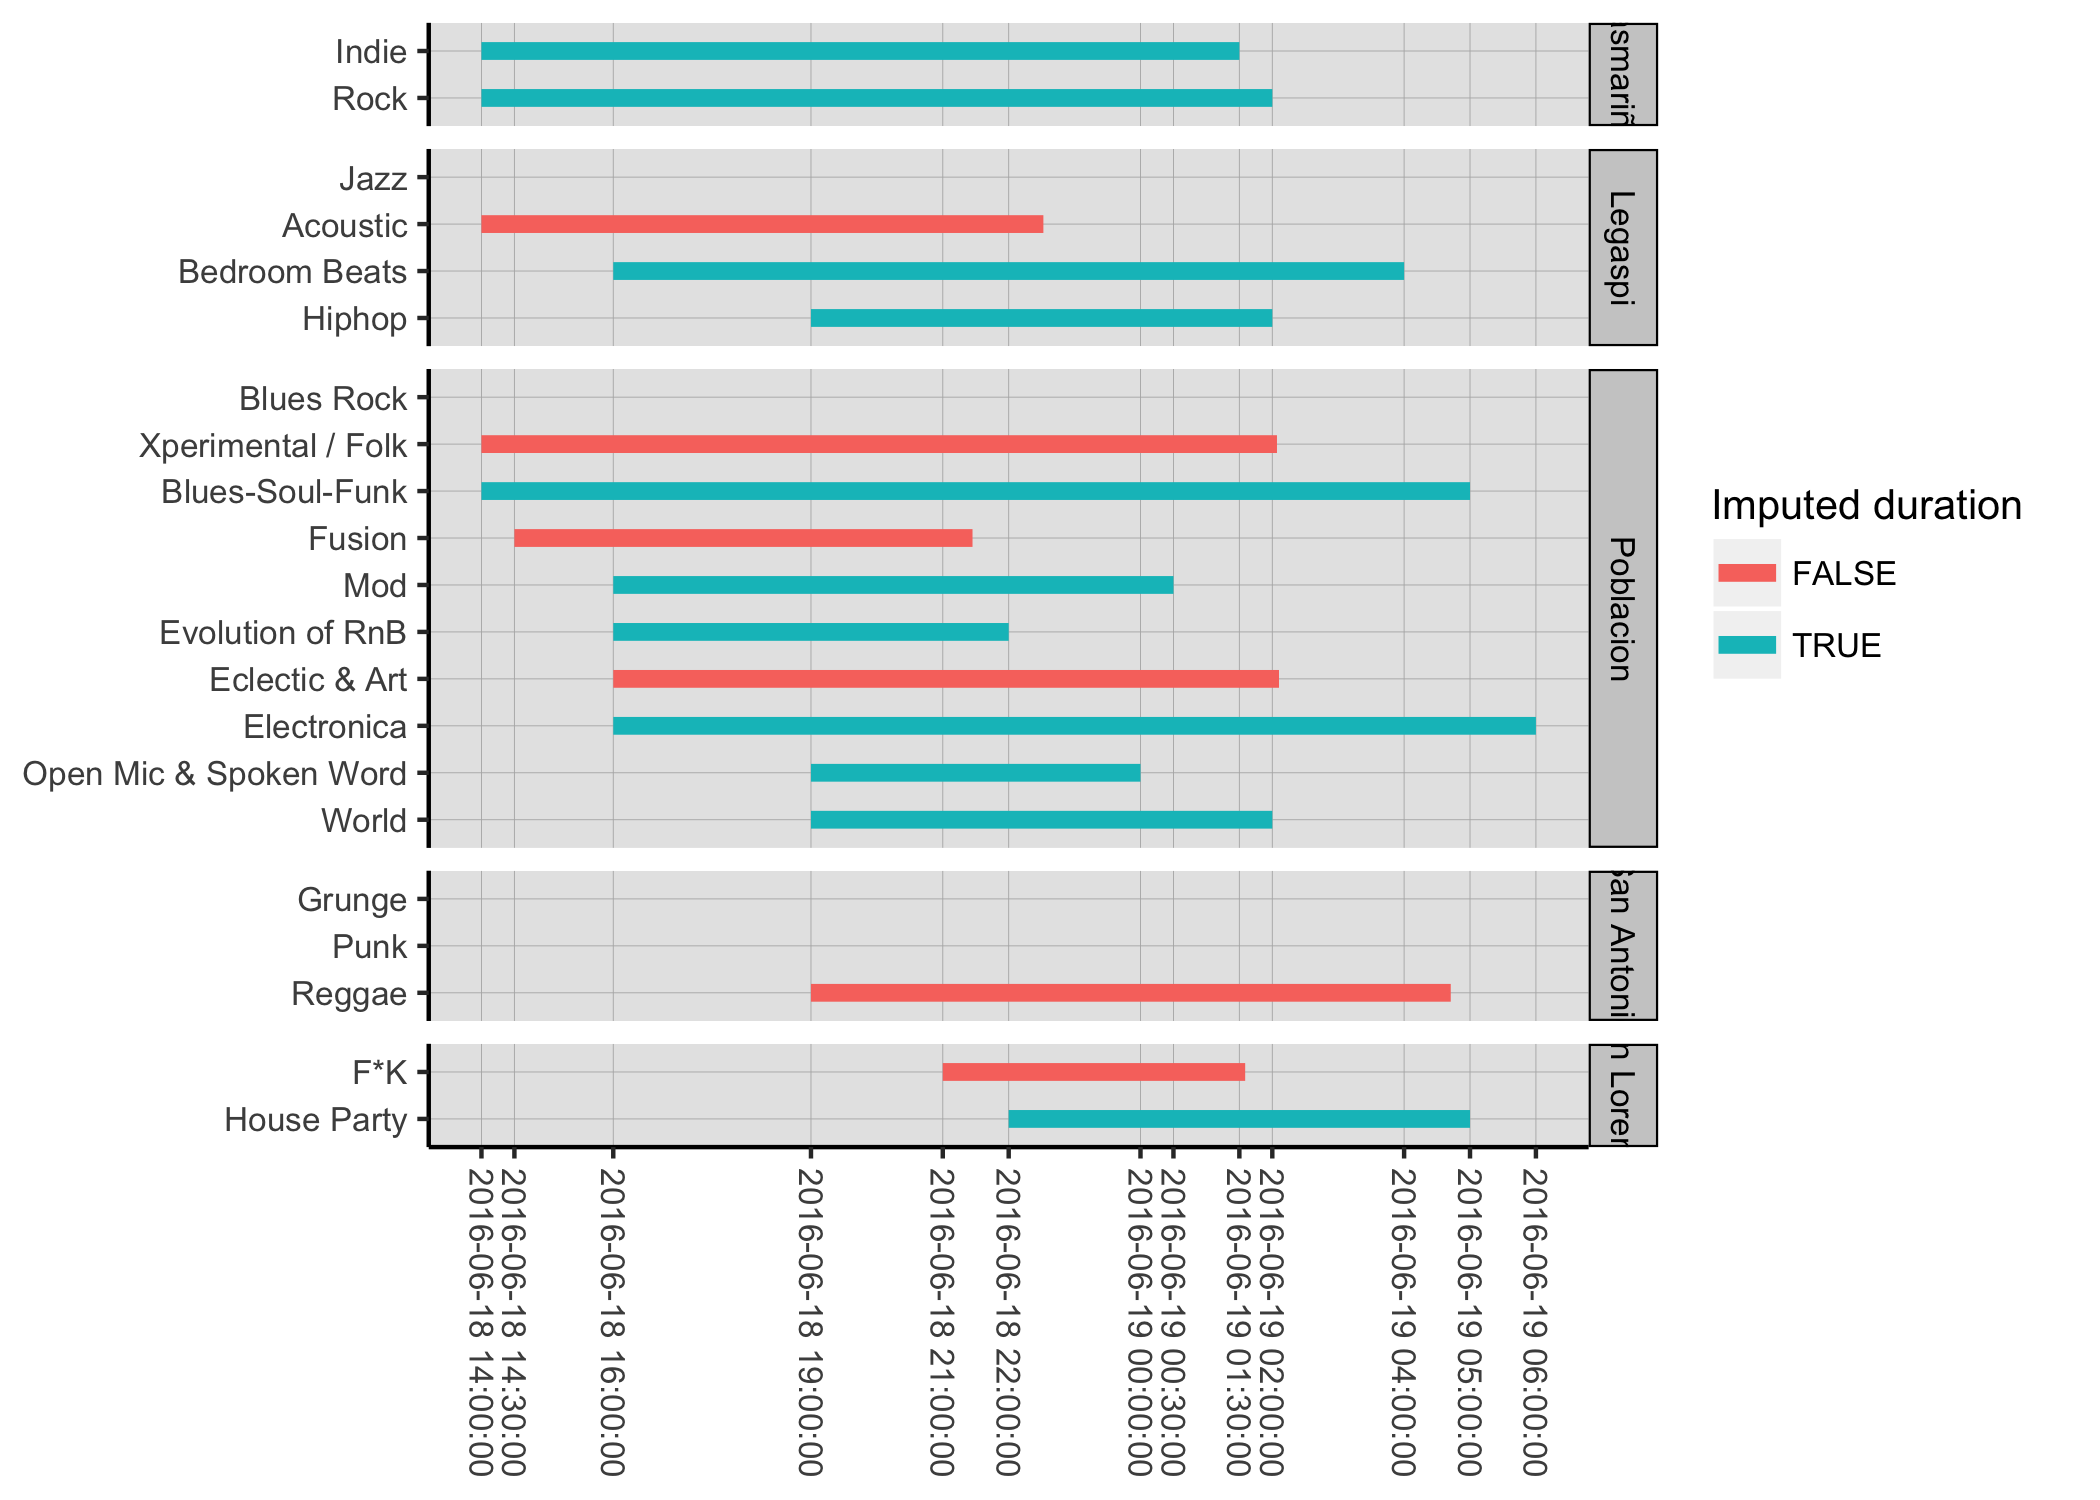 Indie
Rock
asmariñ
Jazz
Acoustic
Bedroom Beats
Hiphop
Legaspi
Blues Rock
Xperimental / Folk
Blues-Soul-Funk
Fusion
Mod
Evolution of RnB
Eclectic & Art
Electronica
Open Mic & Spoken Word
World
Poblacion
Grunge
Punk
Reggae
San Antoni
F*K
House Party
n Loren
2016-06-18 14:00:00
2016-06-18 14:30:00
2016-06-18 16:00:00
2016-06-18 19:00:00
2016-06-18 21:00:00
2016-06-18 22:00:00
2016-06-19 00:00:00
2016-06-19 00:30:00
2016-06-19 01:30:00
2016-06-19 02:00:00
2016-06-19 04:00:00
2016-06-19 05:00:00
2016-06-19 06:00:00
Imputed duration
FALSE
TRUE